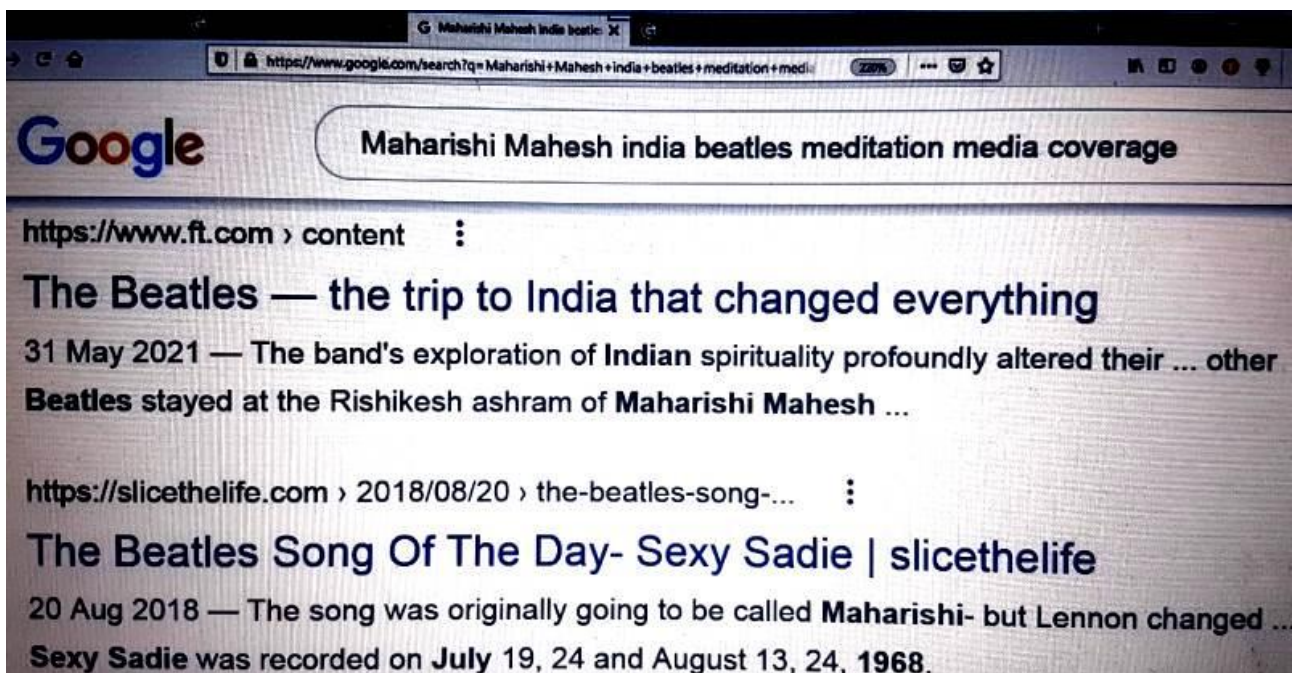 G Maharishi Mahesh india beatles X
https://www.google.com/search?q=Maharishi+Mahesh+india+beatles+meditation+media 220%
Google
Maharishi Mahesh india beatles meditation media coverage
https://www.ft.com › content
The Beatles — the trip to India that changed everything
31 May 2021 — The band's exploration of Indian spirituality profoundly altered their ... other
Beatles stayed at the Rishikesh ashram of Maharishi Mahesh ...
https://slicethelife.com › 2018/08/20 › the-beatles-song-...
The Beatles Song Of The Day- Sexy Sadie | slicethelife
20 Aug 2018 — The song was originally going to be called Maharishi- but Lennon changed ...
Sexy Sadie was recorded on July 19, 24 and August 13, 24, 1968.